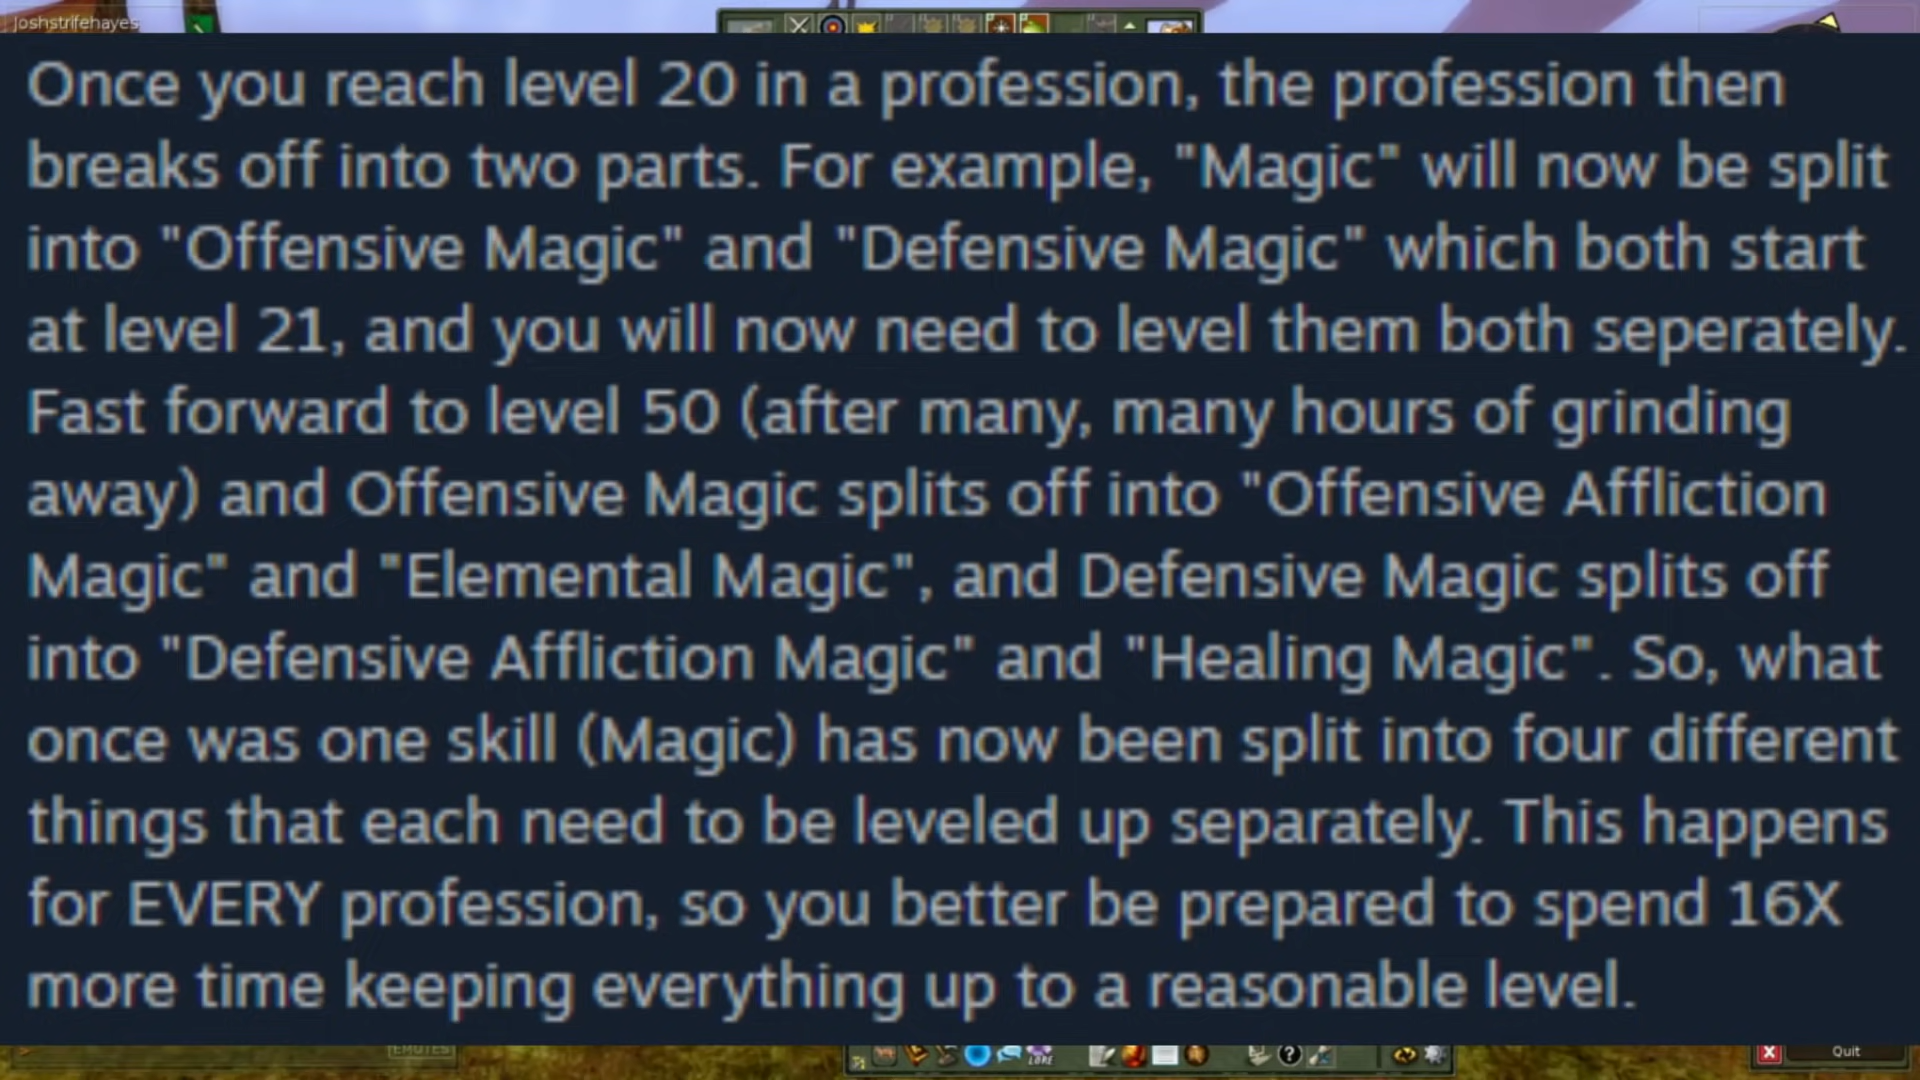 Joshstrifehayes
Once you reach level 20 in a profession, the profession then
breaks off into two parts. For example, "Magic" will now be split
into "Offensive Magic" and "Defensive Magic" which both start
at level 21, and you will now need to level them both seperately.
Fast forward to level 50 (after many, many hours of grinding
away) and Offensive Magic splits off into "Offensive Affliction
Magic" and "Elemental Magic", and Defensive Magic splits off
into "Defensive Affliction Magic" and "Healing Magic". So, what
once was one skill (Magic) has now been split into four different
things that each need to be leveled up separately. This happens
for EVERY profession, so you better be prepared to spend 16X
more time keeping everything up to a reasonable level.
EMOTES
LORE
Quit